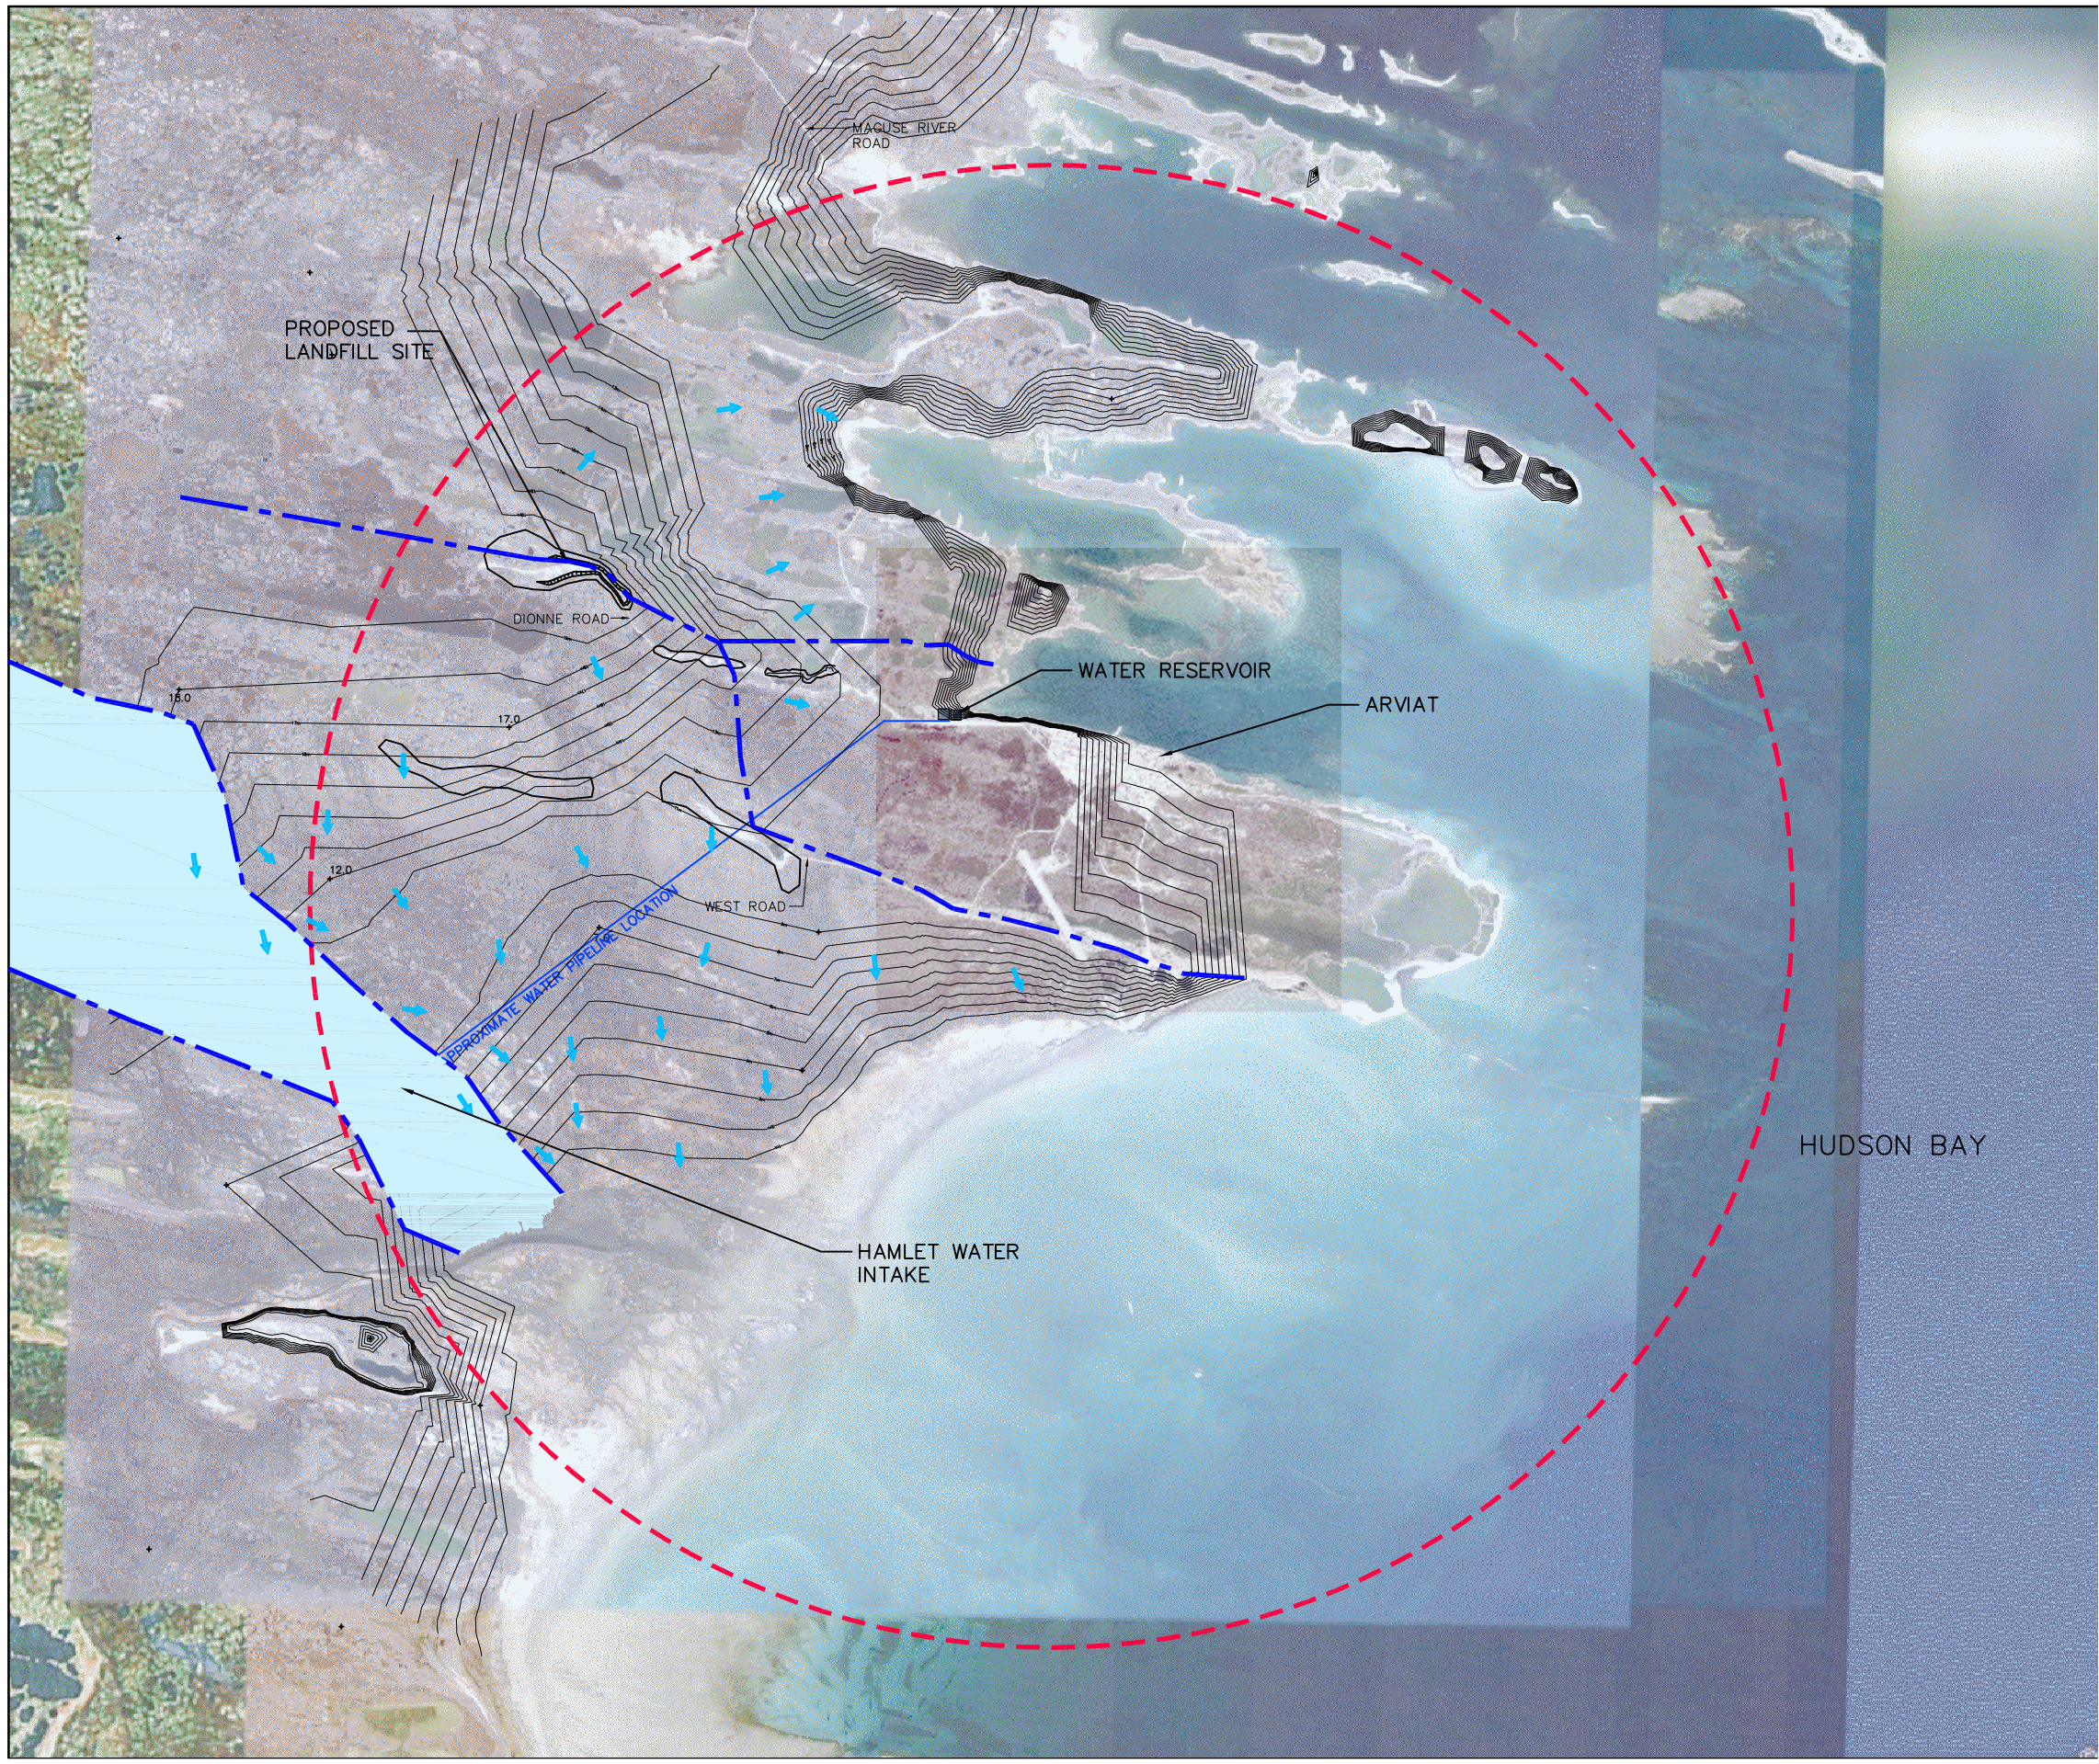 MAGUSE RIVER
ROAD
PROPOSED
LANDFILL SITE
DIONNE ROAD
WATER RESERVOIR
ARVIAT
18.0
17.0
12.0
WEST ROAD
APPROXIMATE WATER PIPELINE LOCATION
HUDSON BAY
HAMLET WATER
INTAKE